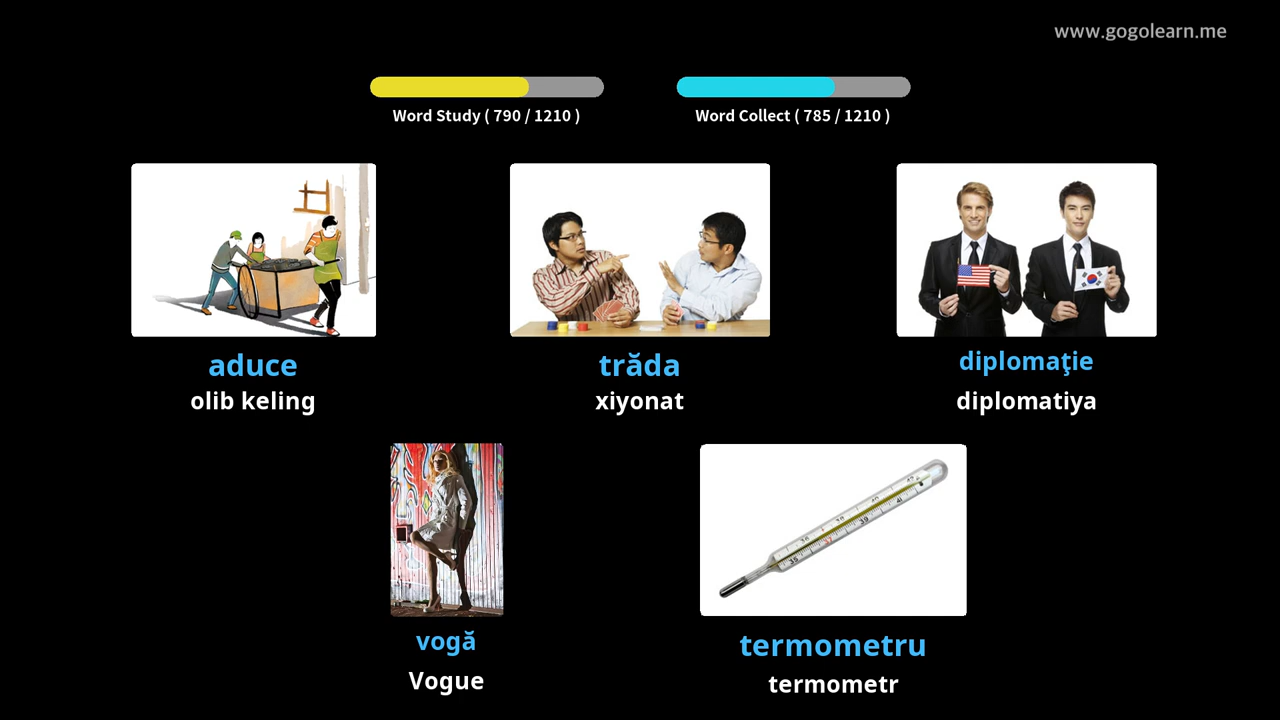 www.gogolearn.me
Word Study ( 790 / 1210 )
Word Collect ( 785 / 1210 )
aduce
olib keling
trăda
xiyonat
diplomaţie
diplomatiya
vogă
Vogue
termometru
termometr